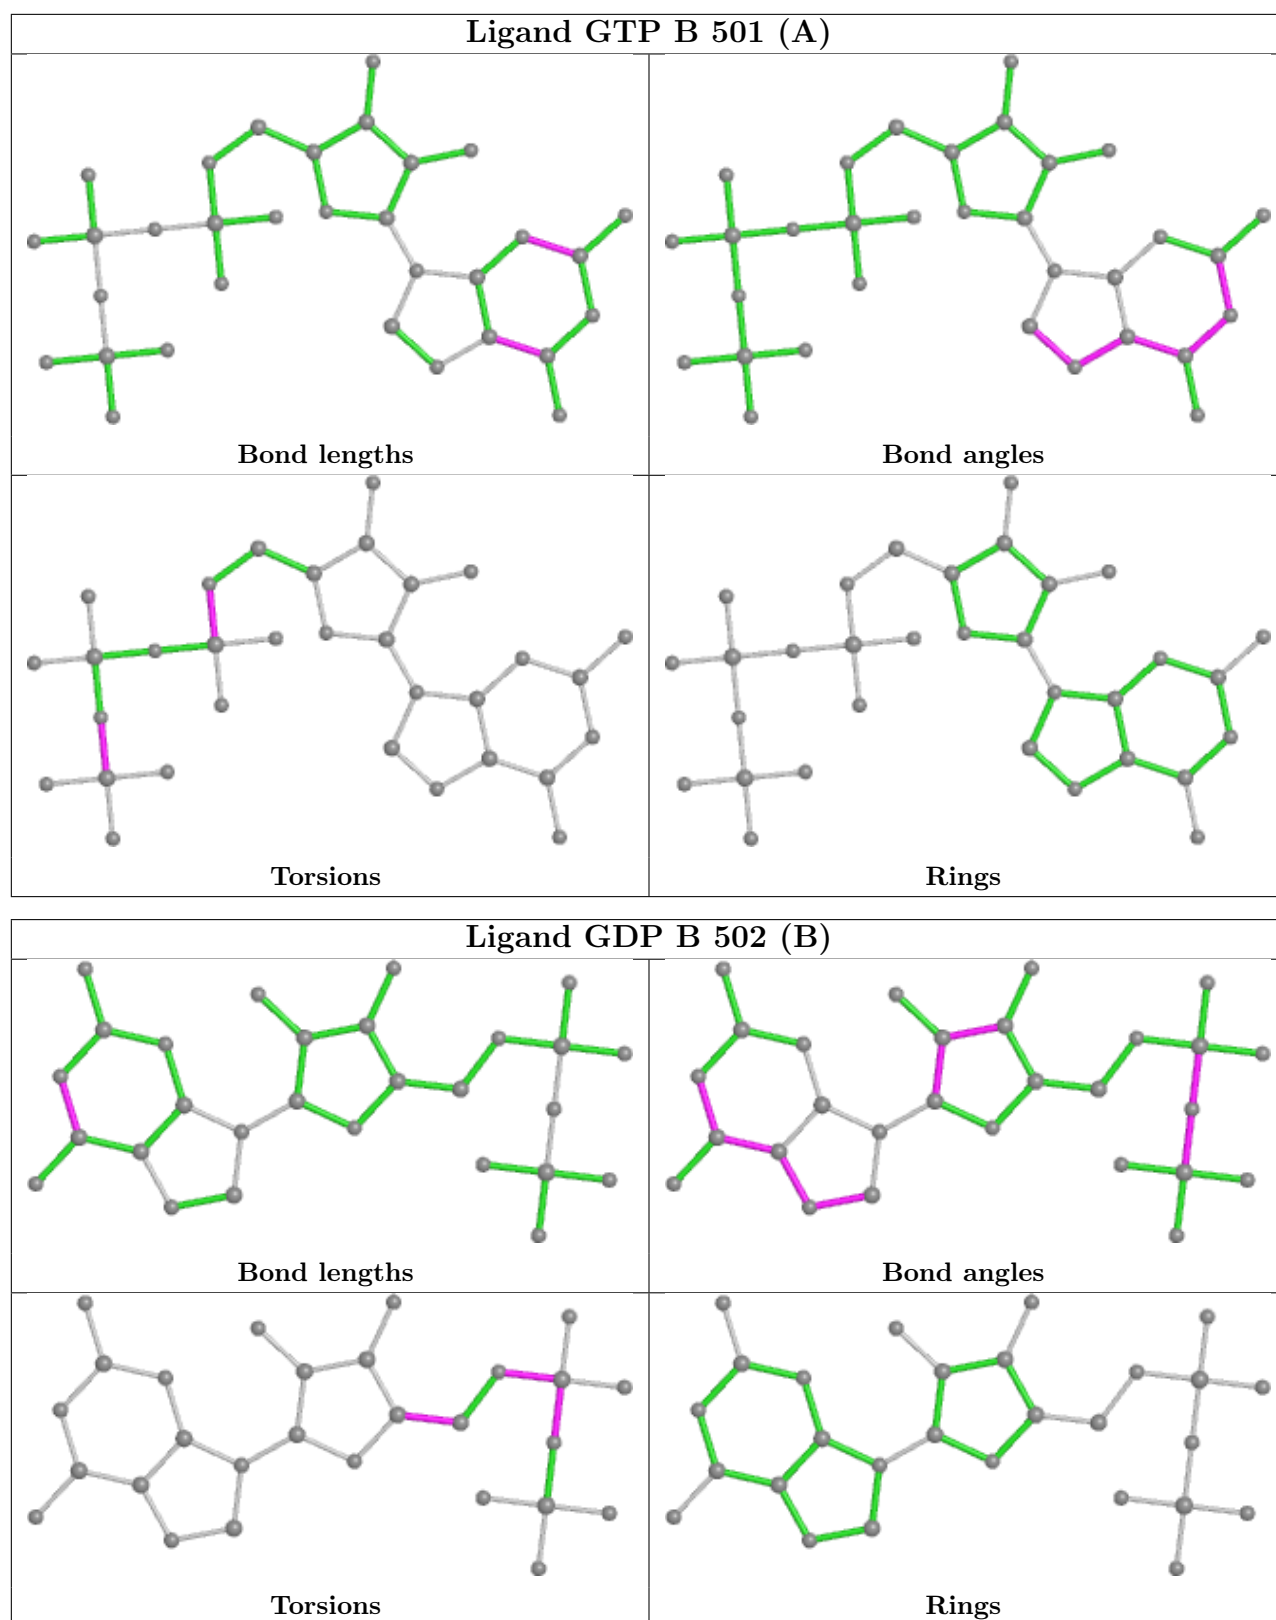 Ligand GTP B 501 (A)
Bond lengths
Bond angles
Torsions
Rings
Ligand GDP B 502 (B)
Bond lengths
Bond angles
Torsions
Rings